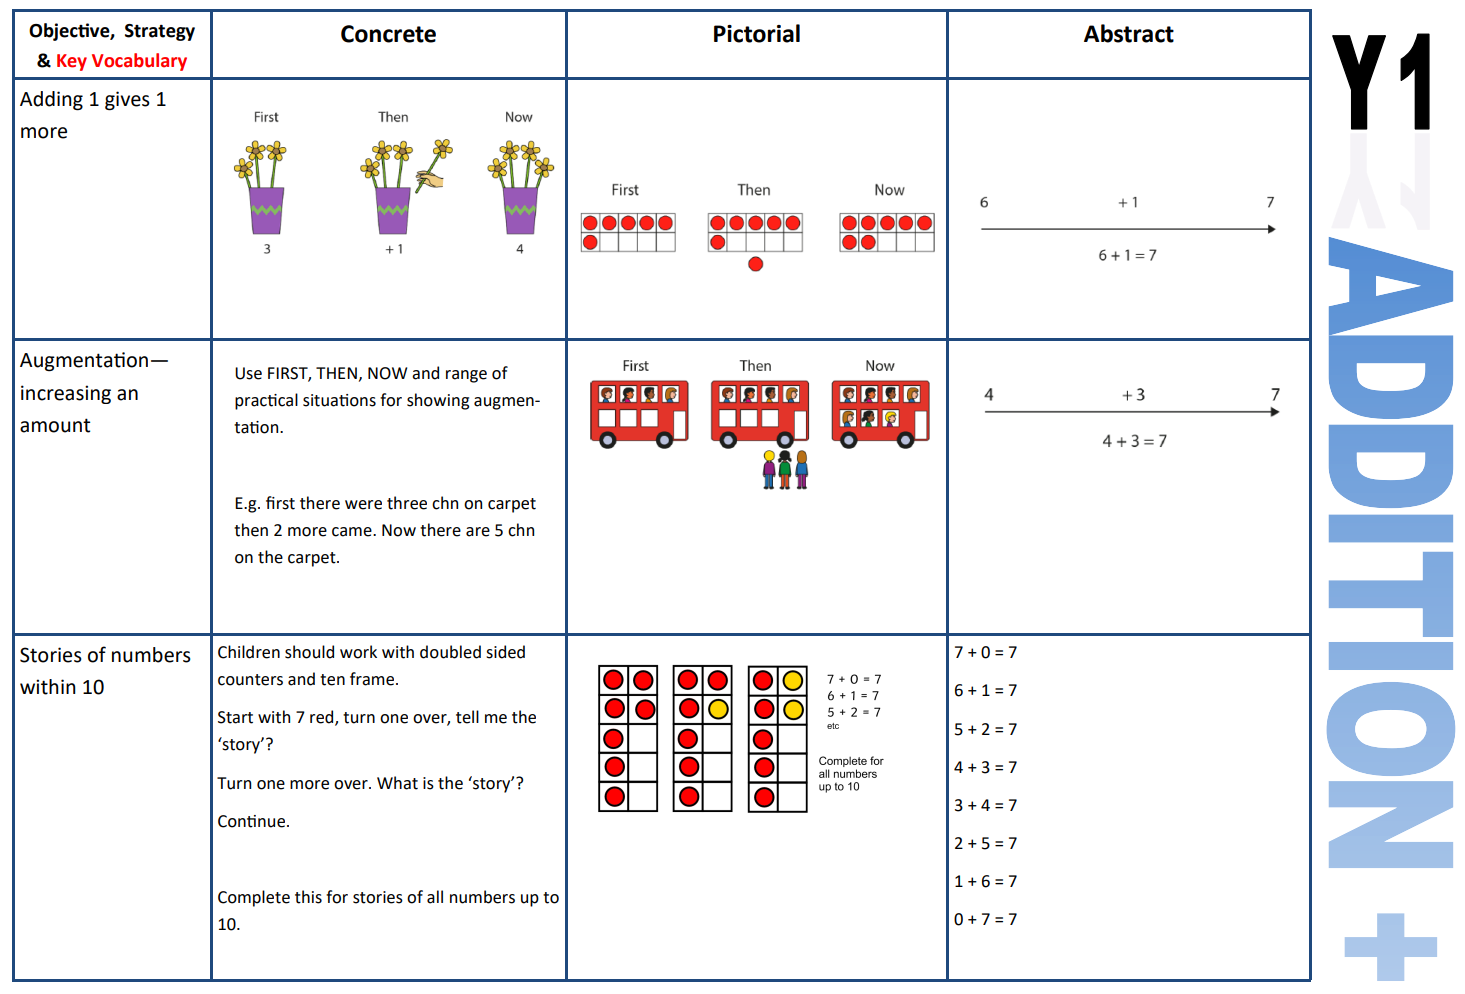 Objective, Strategy
& Key Vocabulary
Concrete
Pictorial
Abstract
Adding 1 gives 1
more
First
Then
Now
3
+ 1
4
First
Then
Now
6
+ 1
7
6 + 1 = 7
Augmentation—
increasing an
amount
Use FIRST, THEN, NOW and range of
practical situations for showing augmen-
tation.
E.g. first there were three chn on carpet
then 2 more came. Now there are 5 chn
on the carpet.
First
Then
Now
4
+ 3
7
4 + 3 = 7
Stories of numbers
within 10
Children should work with doubled sided
counters and ten frame.
Start with 7 red, turn one over, tell me the
‘story’?
Turn one more over. What is the ‘story’?
Continue.
Complete this for stories of all numbers up to
10.
7 + 0 = 7
6 + 1 = 7
5 + 2 = 7
etc
Complete for
all numbers
up to 10
7 + 0 = 7
6 + 1 = 7
5 + 2 = 7
4 + 3 = 7
3 + 4 = 7
2 + 5 = 7
1 + 6 = 7
0 + 7 = 7
Y1
ADDITION +